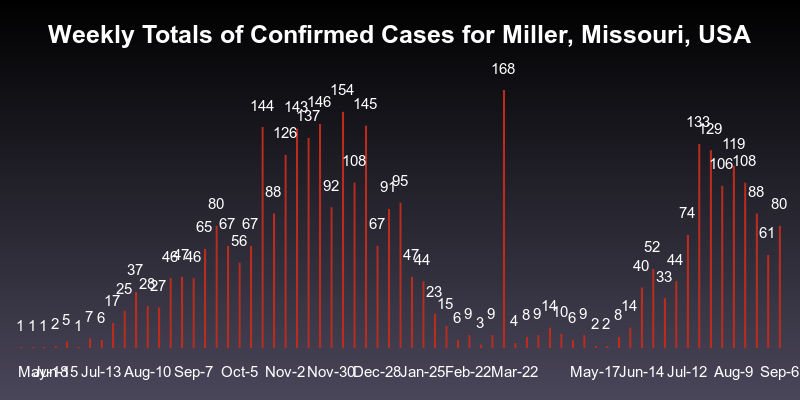 Weekly Totals of Confirmed Cases for Miller, Missouri, USA
1 1 1 2 5 1 7 6 17 25 37 28 27 46 47 46 65 80 67 56 67 144 88 126 143 137 146 92 154 108 145 67 91 95 47 44 23 15 6 9 3 9 168 4 8 9 14 10 6 9 2 2 8 14 40 52 33 44 74 133 129 106 119 108 88 61 80
May-18 Jun-15 Jul-13 Aug-10 Sep-7 Oct-5 Nov-2 Nov-30 Dec-28 Jan-25 Feb-22 Mar-22 May-17 Jun-14 Jul-12 Aug-9 Sep-6